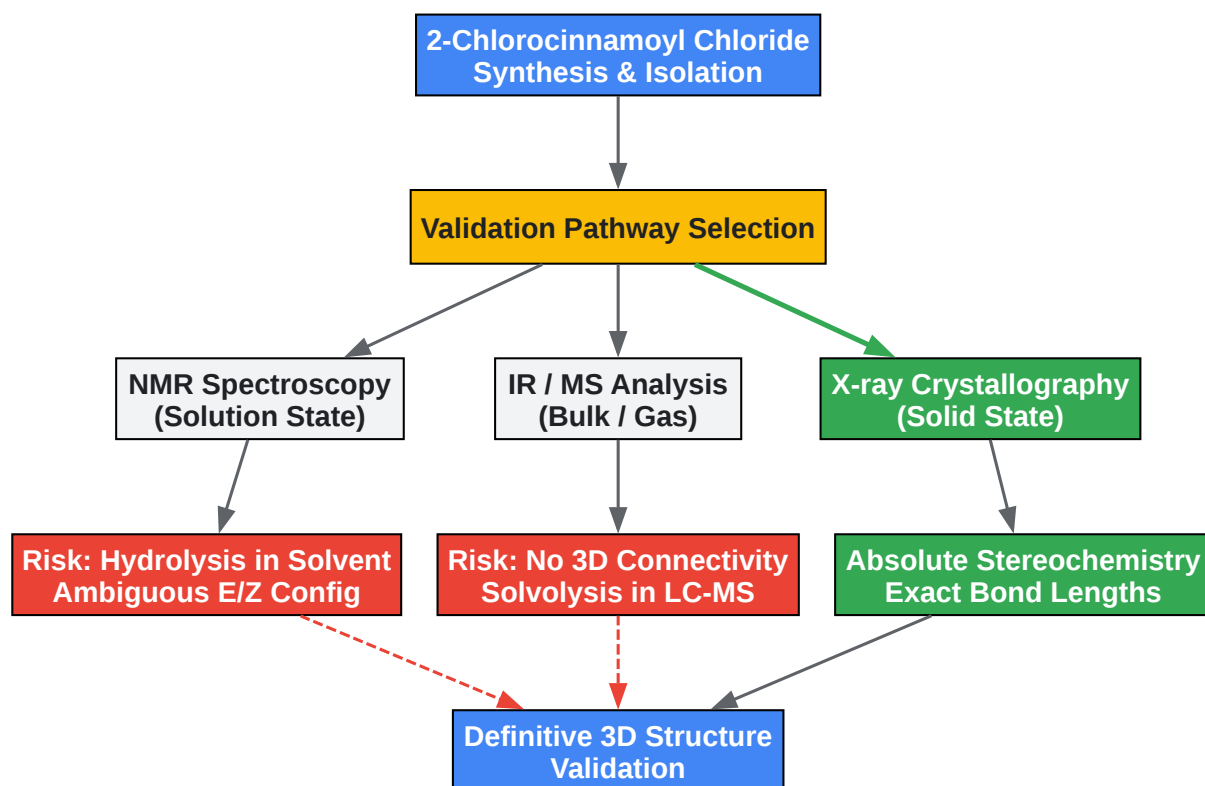 2-Chlorocinnamoyl Chloride
Synthesis & Isolation
Validation Pathway Selection
NMR Spectroscopy
(Solution State)
IR / MS Analysis
(Bulk / Gas)
X-ray Crystallography
(Solid State)
Risk: Hydrolysis in Solvent
Ambiguous E/Z Config
Risk: No 3D Connectivity
Solvolysis in LC-MS
Absolute Stereochemistry
Exact Bond Lengths
Definitive 3D Structure
Validation